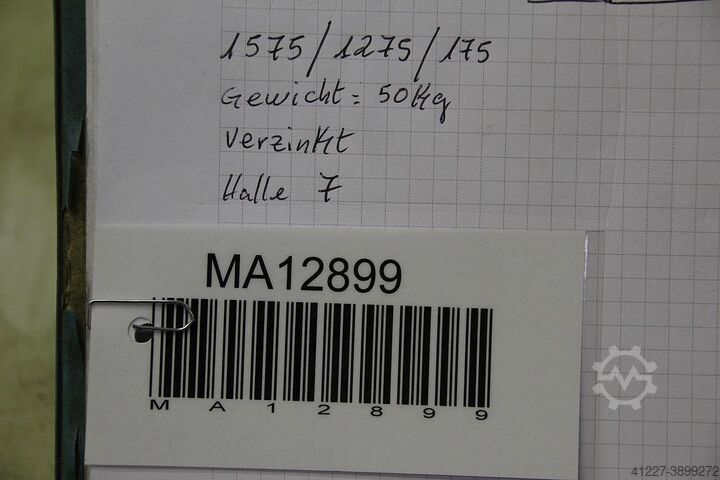 1575/1275/175
Gewicht: 50Kg
Verzinkt
Halle 7
MA12899
MA12899
41227-3899272